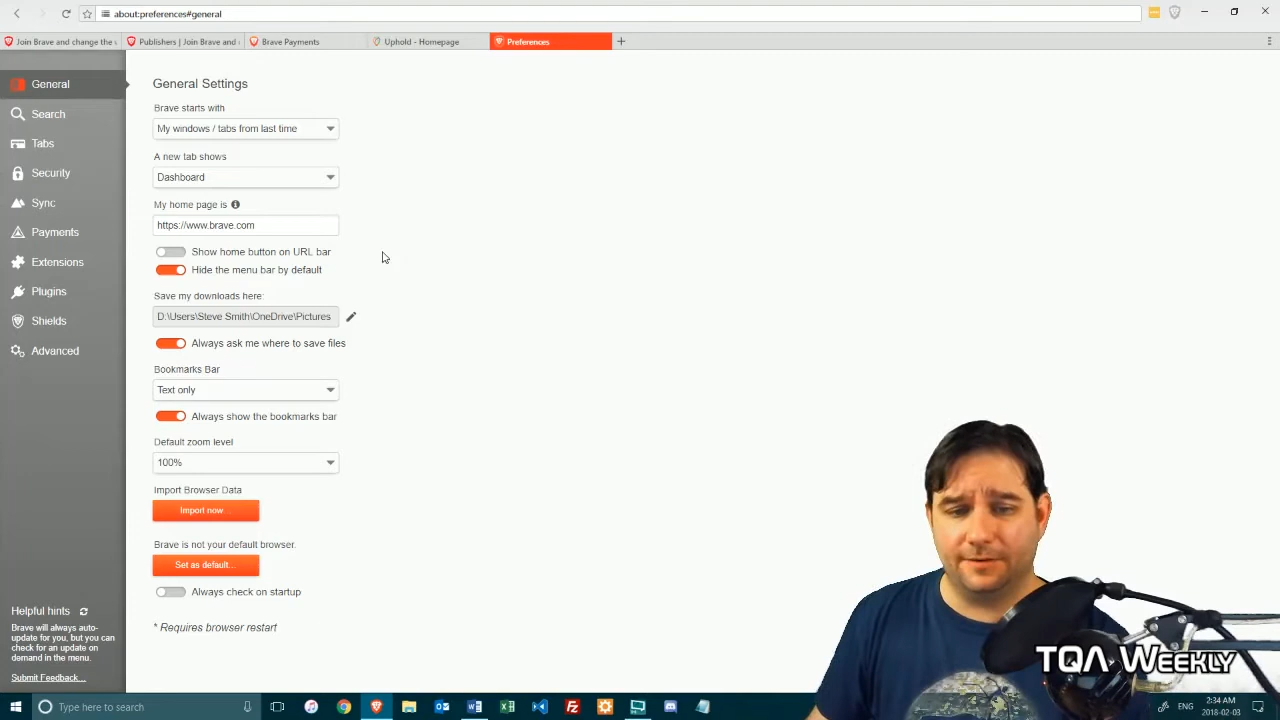 about:preferences#general
Join Brave and change the
Publishers | Join Brave and
Brave Payments
Uphold - Homepage
Preferences
General
Search
Tabs
Security
Sync
Payments
Extensions
Plugins
Shields
Advanced
General Settings
Brave starts with
My windows / tabs from last time
A new tab shows
Dashboard
My home page is
https://www.brave.com
Show home button on URL bar
Hide the menu bar by default
Save my downloads here:
D:\Users\Steve Smith\OneDrive\Pictures
Always ask me where to save files
Bookmarks Bar
Text only
Always show the bookmarks bar
Default zoom level
100%
Import Browser Data
Import now...
Brave is not your default browser.
Set as default...
Always check on startup
* Requires browser restart
Helpful hints
Brave will always auto-
update for you, but you can
check for an update on
demand in the menu.
Submit Feedback...
TQA WEEKLY
Type here to search
2:34 AM
2018-02-03